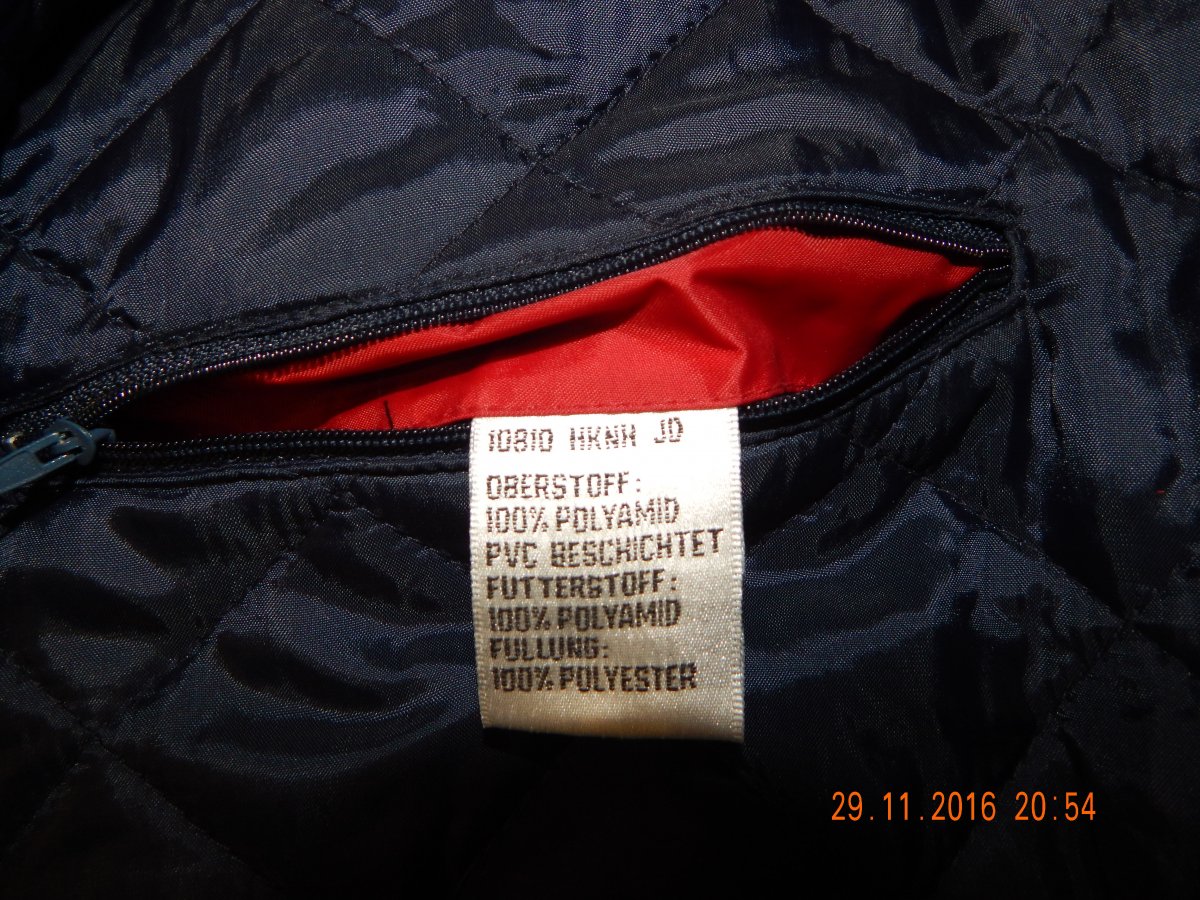 10810 HKNH JD
OBERSTOFF:
100% POLYAMID
PVC BESCHICHTET
FUTTERSTOFF:
100% POLYAMID
FULLUNG:
100% POLYESTER
29.11.2016 20:54